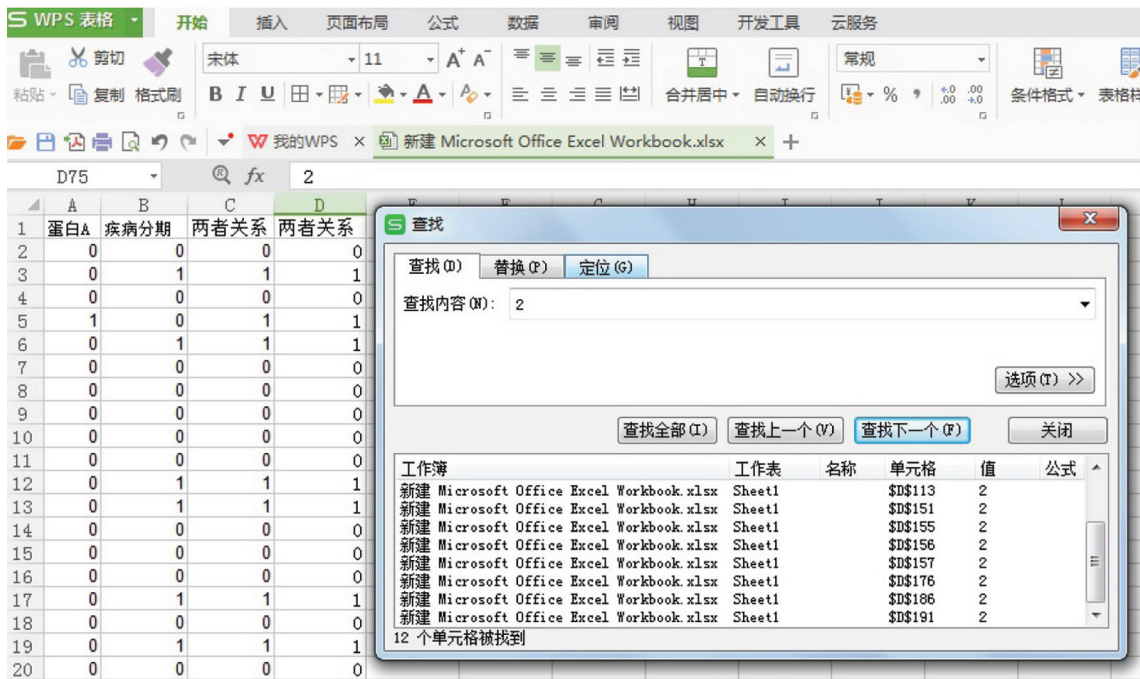 S WPS 表格 开始 插入 页面布局 公式 数据 审阅 视图 开发工具 云服务
剪切 宋体 11 A+ A- 常规
粘贴 复制 格式刷 B I U A 合并居中 自动换行 % 条件格式
我的WPS × 新建 Microsoft Office Excel Workbook.xlsx × +
D75 fx 2
A B C D
1 蛋白A 疾病分期 两者关系 两者关系
2 0 0 0 0
3 0 1 1 1
4 0 0 0 0
5 1 0 1 1
6 0 1 1 1
7 0 0 0 0
8 0 0 0 0
9 0 0 0 0
10 0 0 0 0
11 0 0 0 0
12 0 1 1 1
13 0 1 1 1
14 0 0 0 0
15 0 0 0 0
16 0 0 0 0
17 0 1 1 1
18 0 0 0 0
19 0 1 1 1
20 0 0 0 0
查找
查找(D) 替换(P) 定位(G)
查找内容(N): 2
选项(T) >>
查找全部(I) 查找上一个(V) 查找下一个(F) 关闭
工作簿 工作表 名称 单元格 值 公式
新建 Microsoft Office Excel Workbook.xlsx Sheet1 $D$113 2
新建 Microsoft Office Excel Workbook.xlsx Sheet1 $D$151 2
新建 Microsoft Office Excel Workbook.xlsx Sheet1 $D$155 2
新建 Microsoft Office Excel Workbook.xlsx Sheet1 $D$156 2
新建 Microsoft Office Excel Workbook.xlsx Sheet1 $D$157 2
新建 Microsoft Office Excel Workbook.xlsx Sheet1 $D$176 2
新建 Microsoft Office Excel Workbook.xlsx Sheet1 $D$186 2
新建 Microsoft Office Excel Workbook.xlsx Sheet1 $D$191 2
12 个单元格被找到